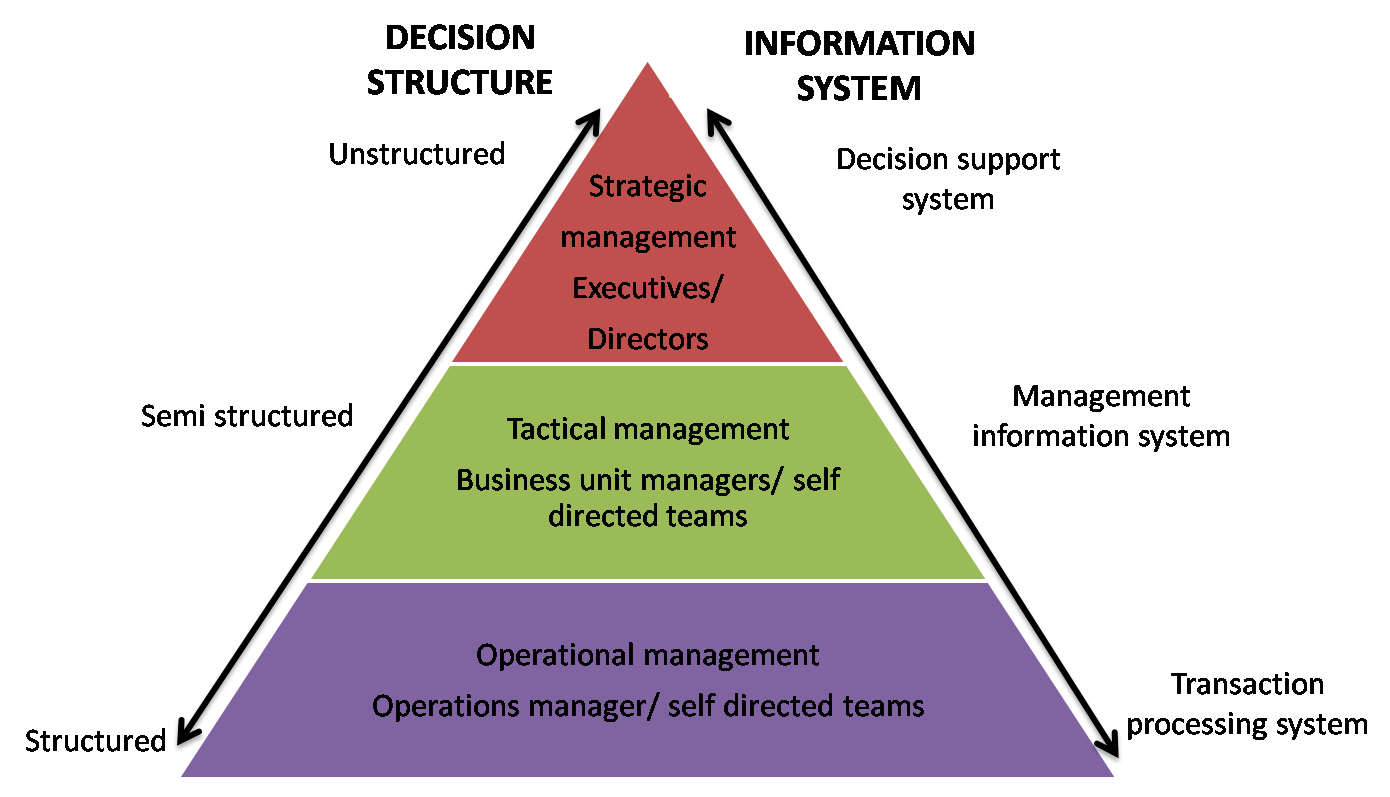 DECISION
STRUCTURE
INFORMATION
SYSTEM
Unstructured
Decision support
system
Strategic
management
Executives/
Directors
Semi structured
Management
information system
Tactical management
Business unit managers/ self
directed teams
Operational management
Operations manager/ self directed teams
Structured
Transaction
processing system